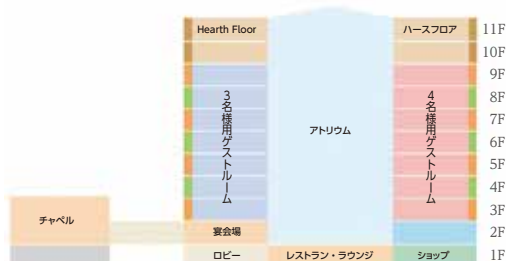 Hearth Floor
ハースフロア
11F
10F
9F
8F
7F
6F
5F
4F
3F
2F
1F
3名様用ゲストルーム
アトリウム
4名様用ゲストルーム
チャペル
宴会場
ロビー
レストラン・ラウンジ
ショップ